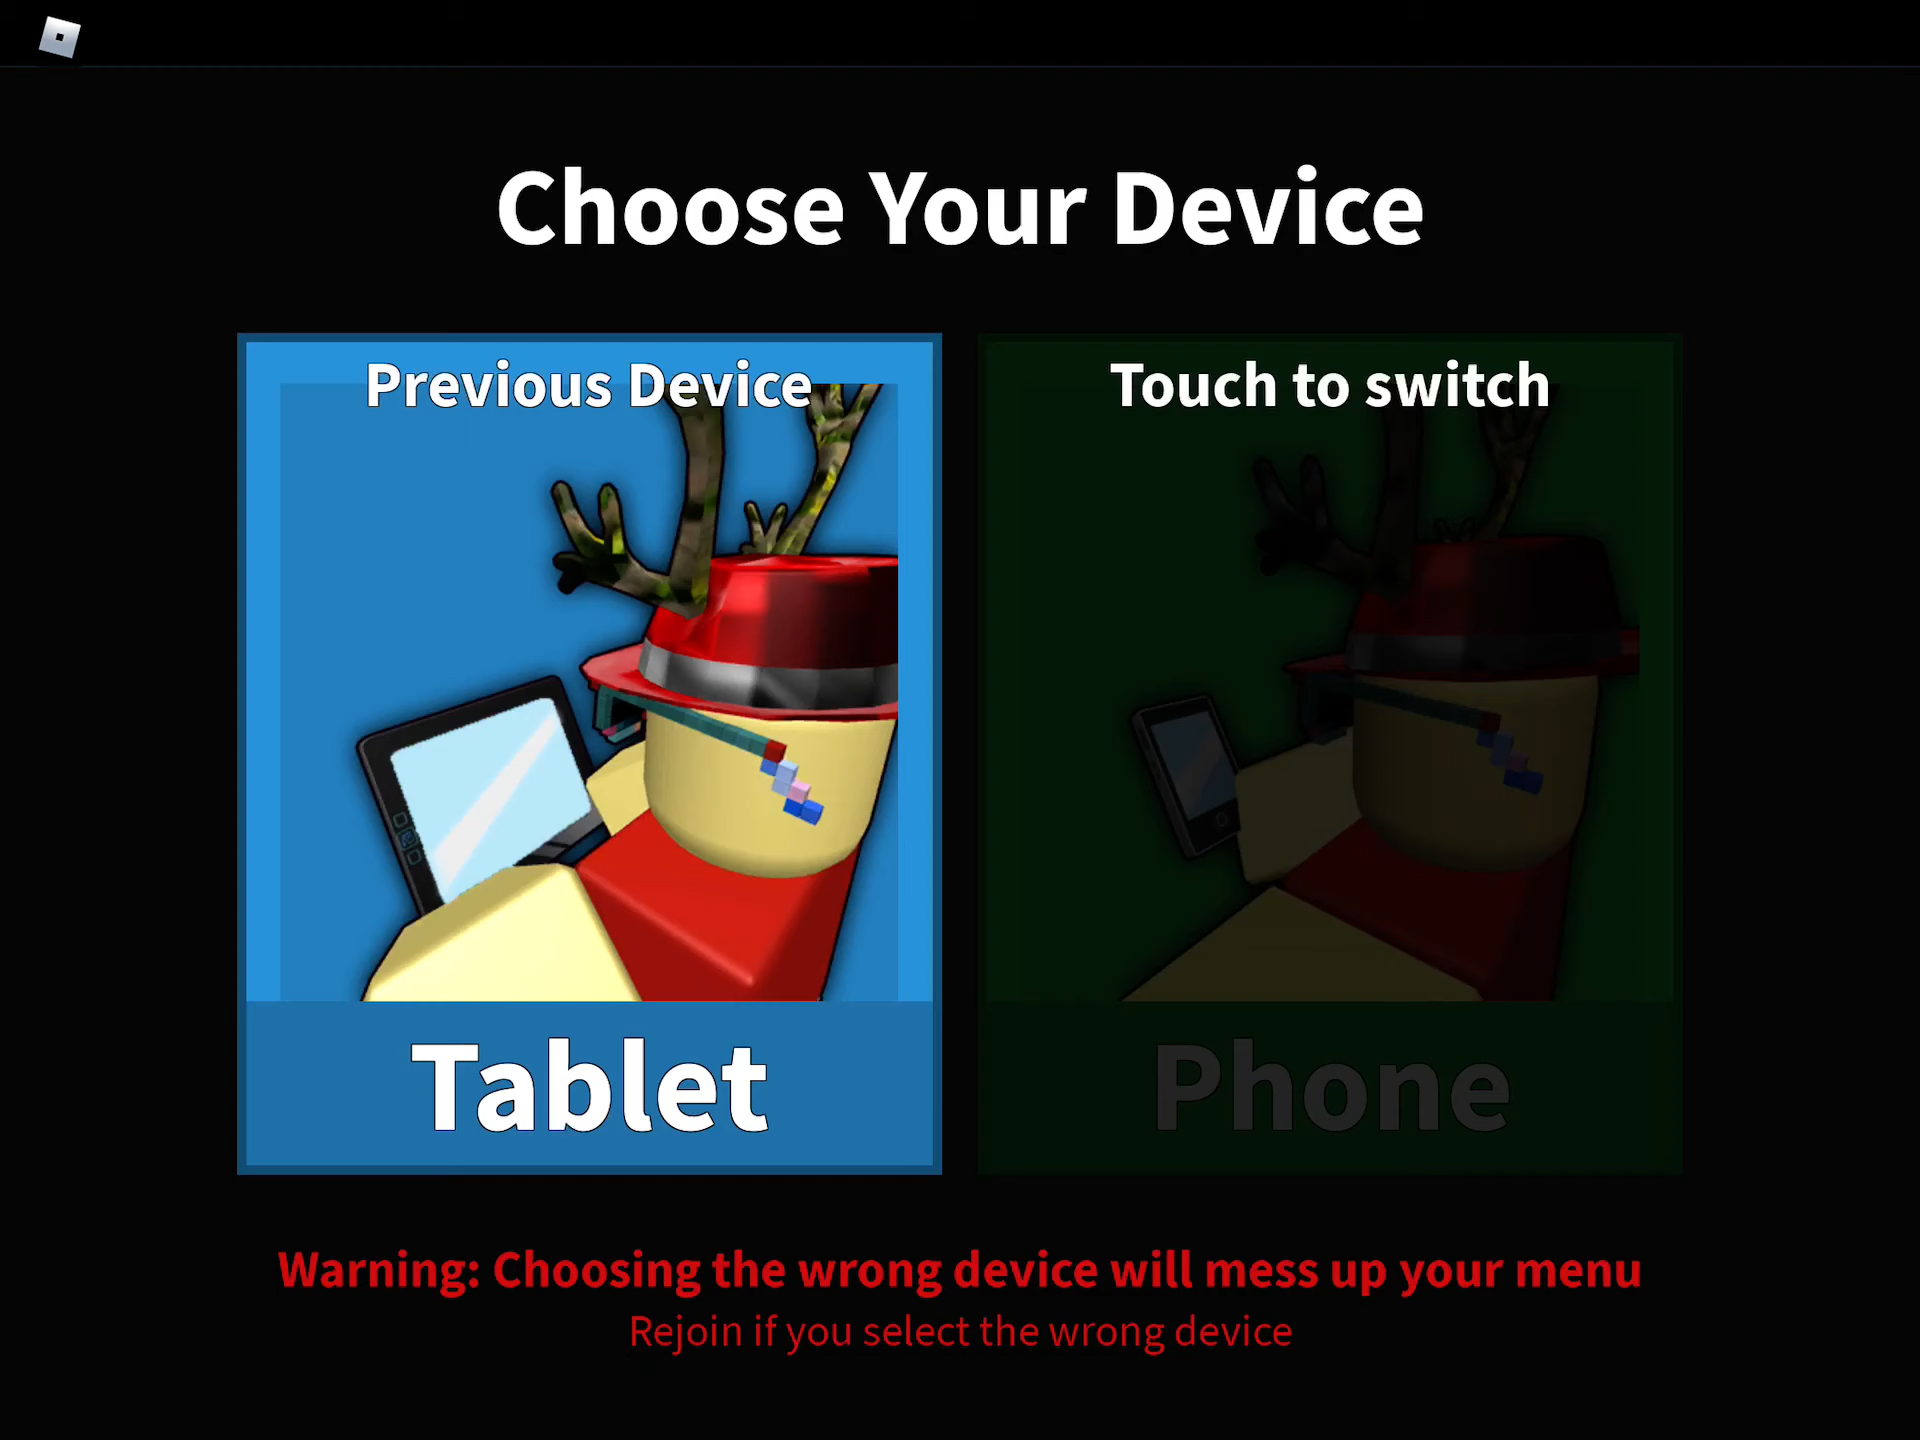 Choose Your Device
Previous Device
Touch to switch
Tablet
Phone
Warning: Choosing the wrong device will mess up your menu
Rejoin if you select the wrong device